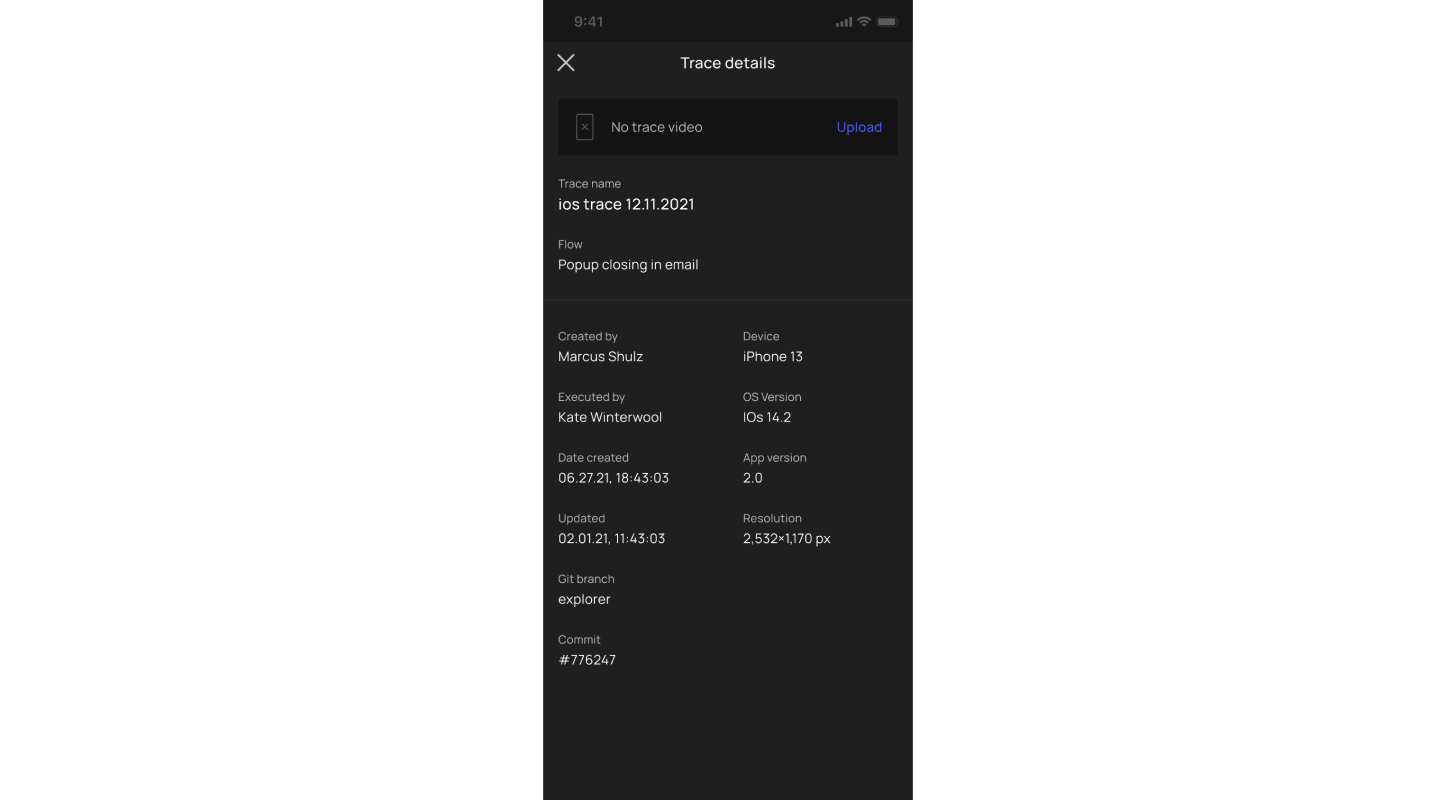 9:41
Trace details
No trace video
Upload
Trace name
ios trace 12.11.2021
Flow
Popup closing in email
Created by
Marcus Shulz
Device
iPhone 13
Executed by
Kate Winterwool
OS Version
IOs 14.2
Date created
06.27.21, 18:43:03
App version
2.0
Updated
02.01.21, 11:43:03
Resolution
2,532×1,170 px
Git branch
explorer
Commit
#776247